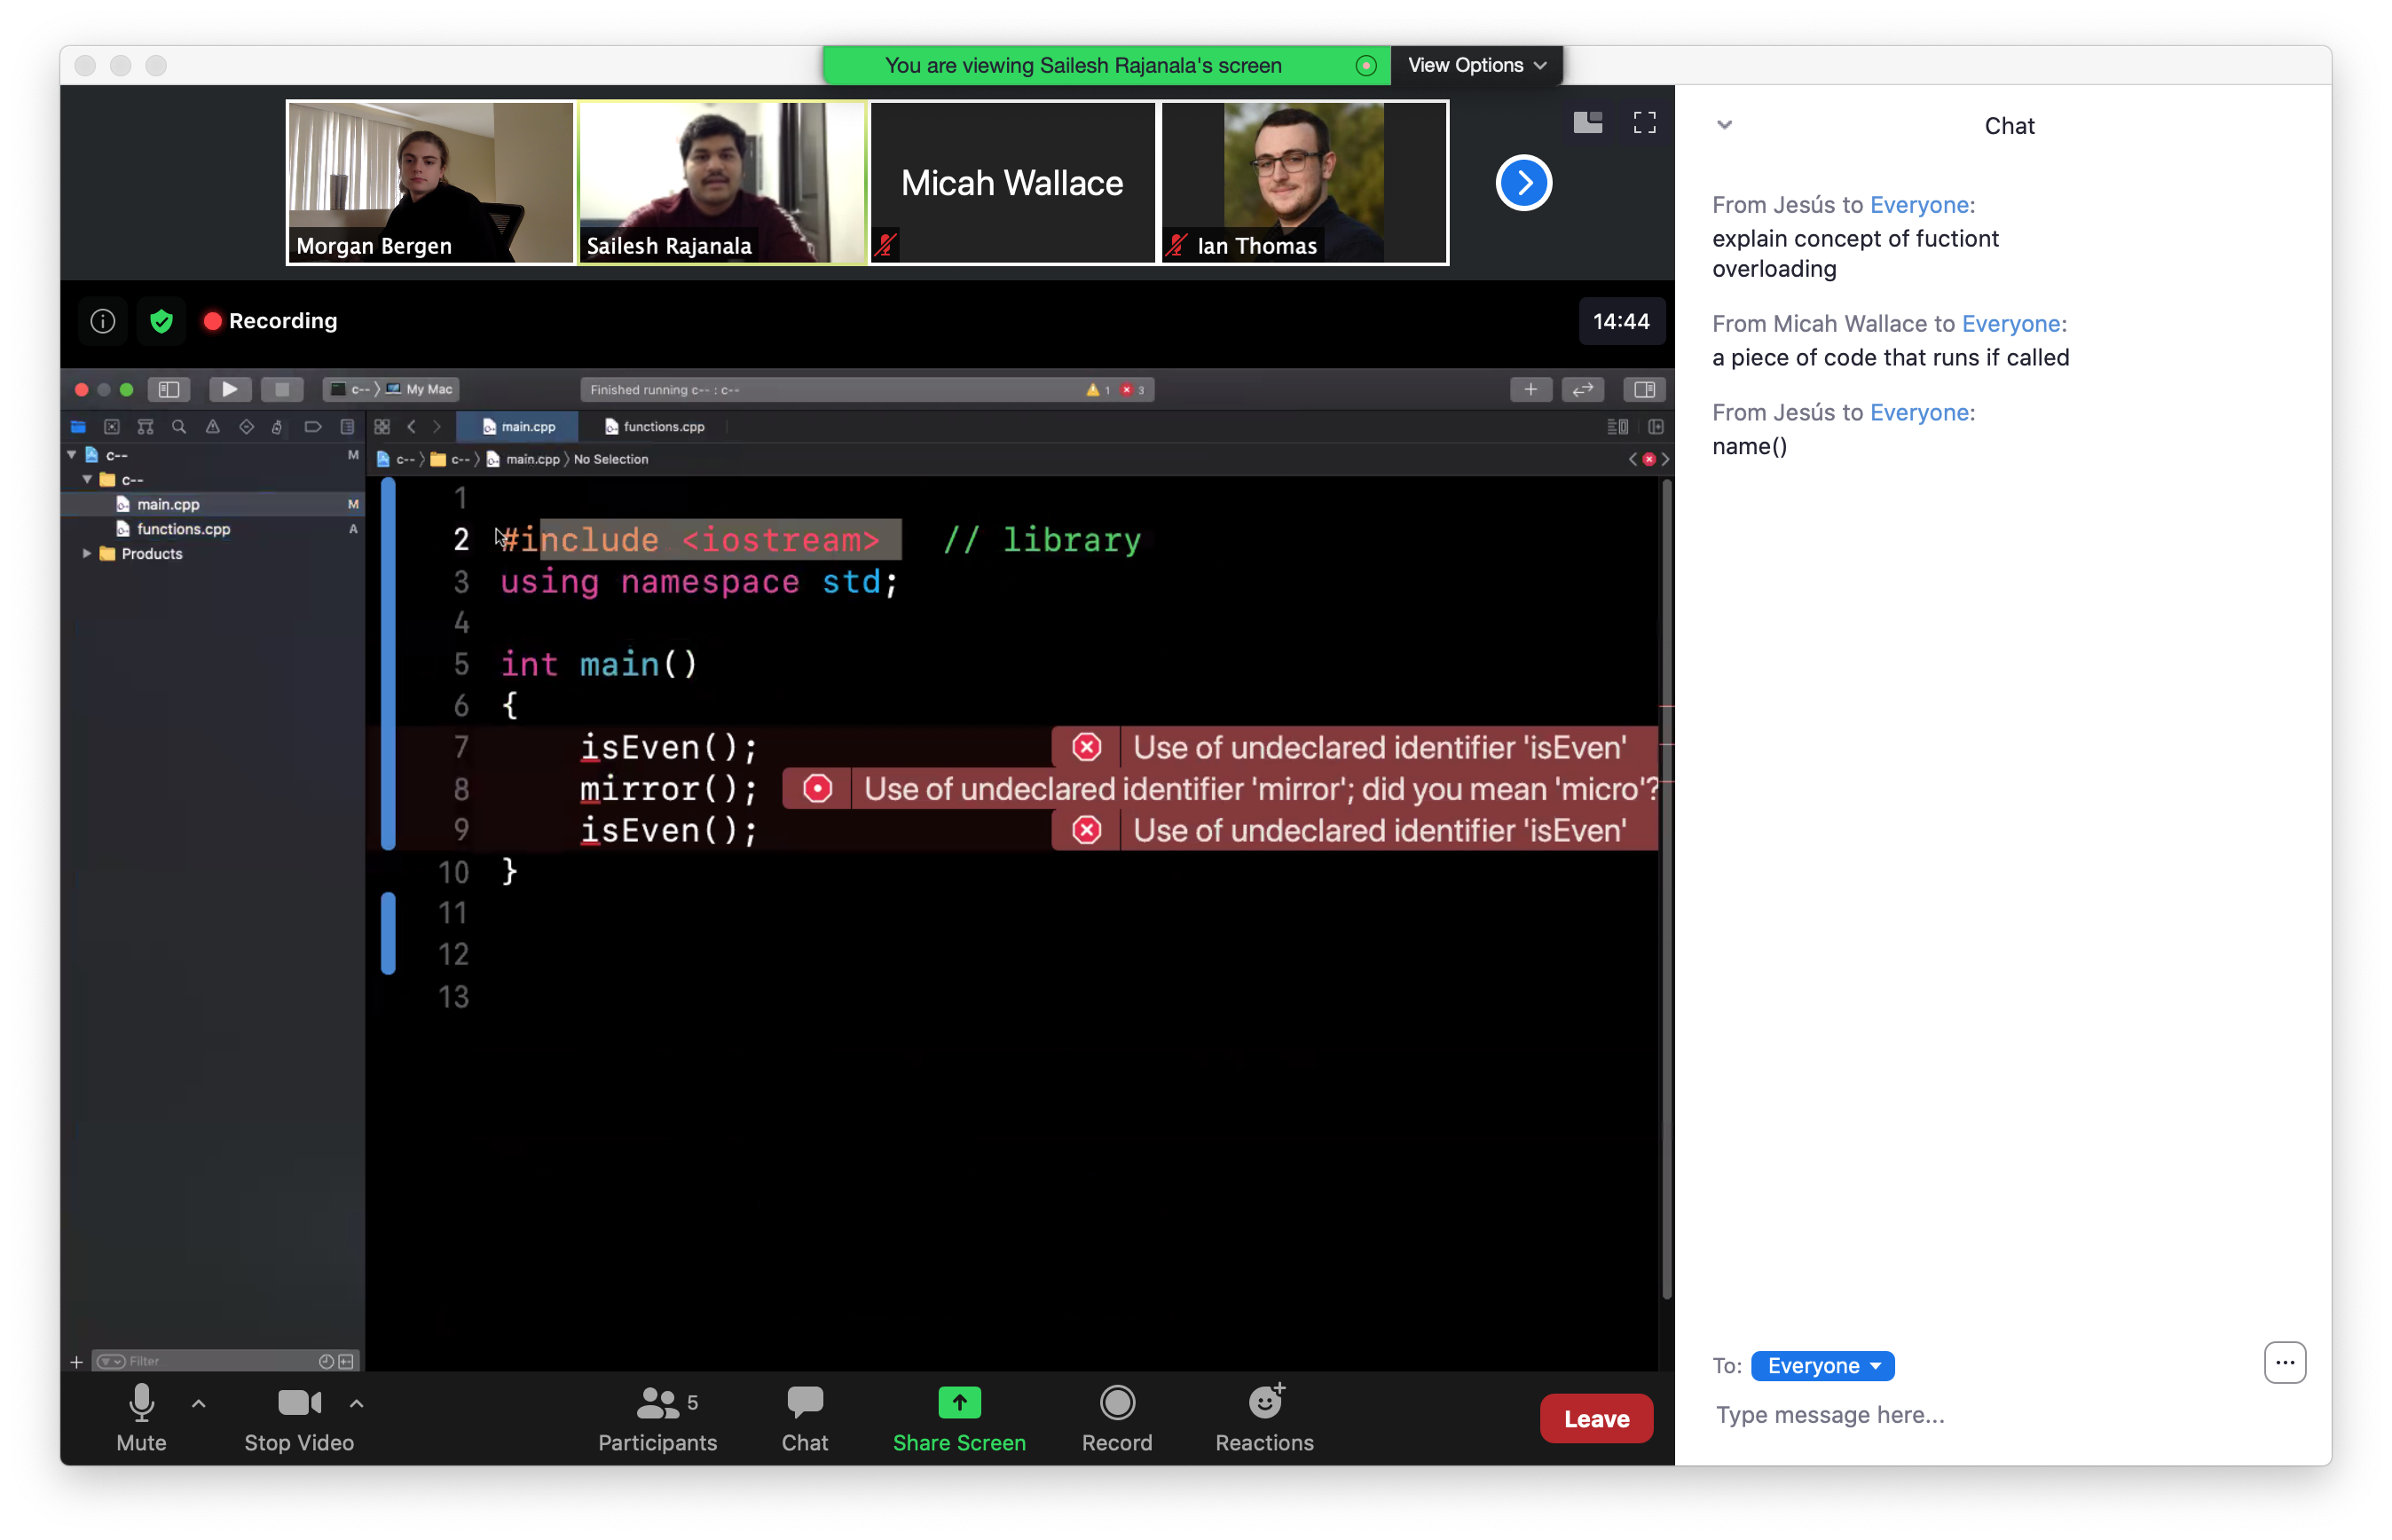 You are viewing Sailesh Rajanala's screen
View Options
Morgan Bergen
Sailesh Rajanala
Micah Wallace
Ian Thomas
Recording
14:44
c-- 〉 My Mac
Finished running c-- : c--
1
3
main.cpp
functions.cpp
c-- 〉 c-- 〉 main.cpp 〉 No Selection
c--
M
c--
main.cpp
M
functions.cpp
A
Products
1
2 #include <iostream>  // library
3 using namespace std;
4
5 int main()
6 {
7 isEven(); Use of undeclared identifier 'isEven'
8 mirror(); Use of undeclared identifier 'mirror'; did you mean 'micro'?
9 isEven(); Use of undeclared identifier 'isEven'
10 }
11
12
13
Filter
Mute
Stop Video
5
Participants
Chat
Share Screen
Record
Reactions
Leave
Chat
From Jesús to Everyone:
explain concept of fuctiont
overloading
From Micah Wallace to Everyone:
a piece of code that runs if called
From Jesús to Everyone:
name()
To: Everyone
Type message here...